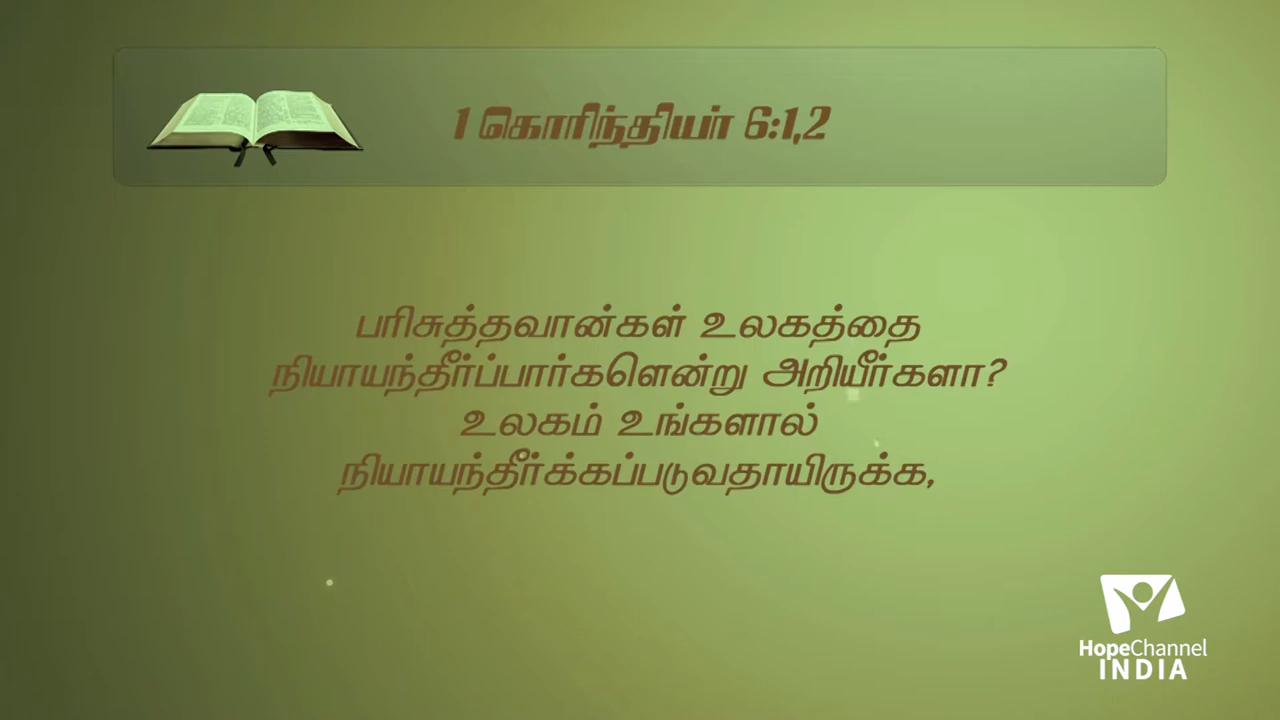 1 கொரிந்தியர் 6:1,2
பரிசுத்தவான்கள் உலகத்தை
நியாயந்தீர்ப்பார்களென்று அறியீர்களா?
உலகம் உங்களால்
நியாயந்தீர்க்கப்படுவதாயிருக்க,
HopeChannel
INDIA